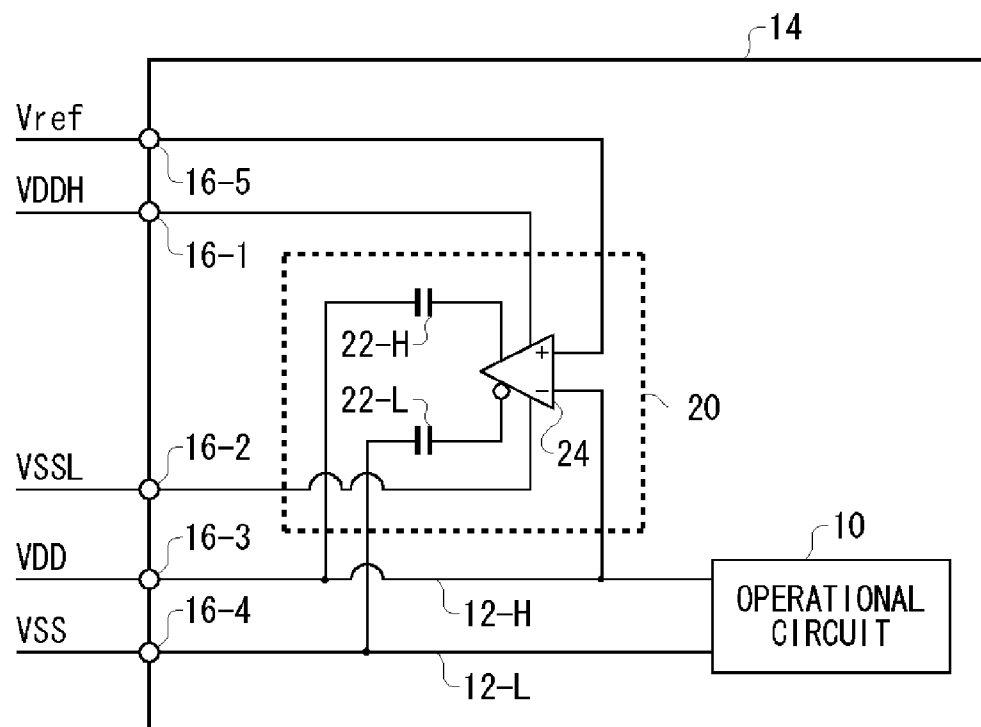 14
Vref
16-5
VDDH
16-1
22-H
+
−
22-L
24
20
16-2
VSSL
16-3
VDD
10
12-H
OPERATIONAL
CIRCUIT
16-4
VSS
12-L